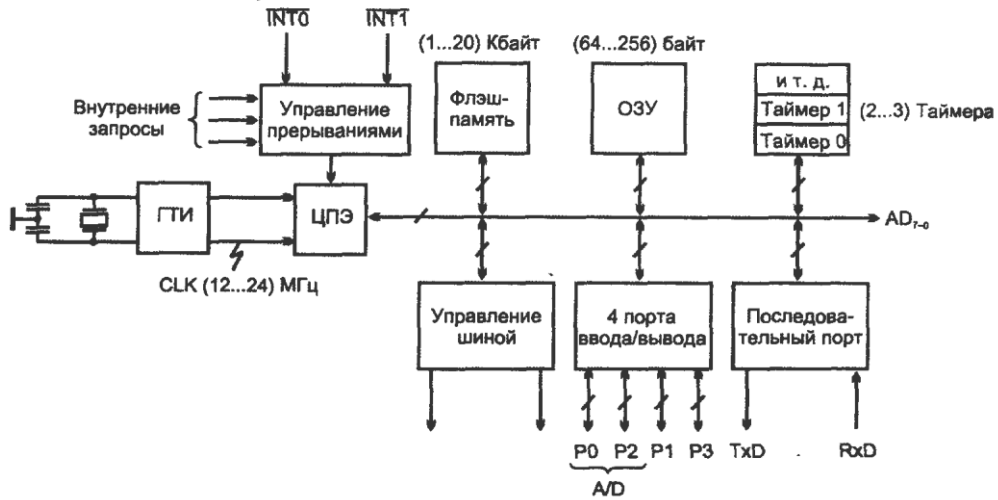 INT0 INT1
(1...20) Кбайт
(64...256) байт
Внутренние
запросы
Управление
прерываниями
Флэш-
память
ОЗУ
и т. д.
Таймер 1
Таймер 0
(2...3) Таймера
ГТИ
ЦПЭ
AD7–0
CLK (12...24) МГц
Управление
шиной
4 порта
ввода/вывода
Последова-
тельный порт
P0 P2 P1 P3
TxD
RxD
A/D